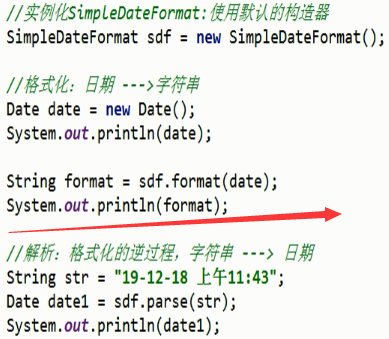 //实例化SimpleDateFormat:使用默认的构造器
SimpleDateFormat sdf = new SimpleDateFormat();
//格式化: 日期 --->字符串
Date date = new Date();
System.out.println(date);
String format = sdf.format(date);
System.out.println(format);
//解析: 格式化的逆过程, 字符串 ---> 日期
String str = "19-12-18 上午11:43";
Date date1 = sdf.parse(str);
System.out.println(date1);